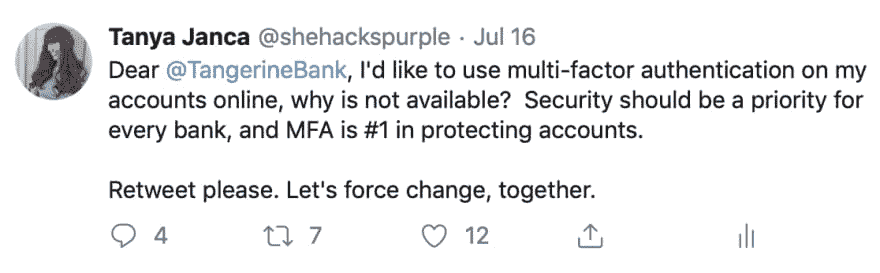 Tanya Janca @shehackspurple · Jul 16
Dear @TangerineBank, I'd like to use multi-factor authentication on my
accounts online, why is not available?  Security should be a priority for
every bank, and MFA is #1 in protecting accounts.
Retweet please. Let's force change, together.
4 7 12